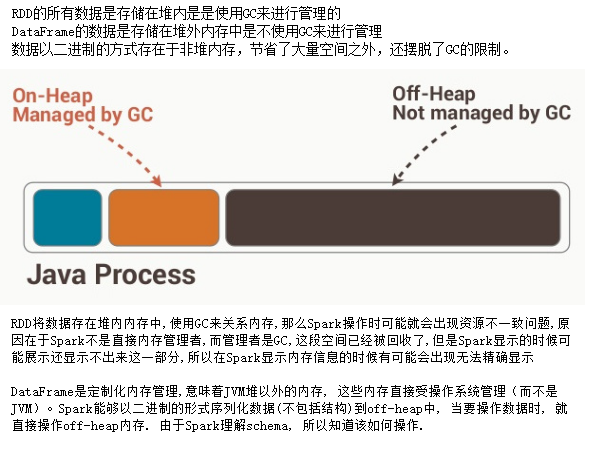 RDD的所有数据是存储在堆内是是使用GC来进行管理的
DataFrame的数据是存储在堆外内存中是不使用GC来进行管理
数据以二进制的方式存在于非堆内存，节省了大量空间之外，还摆脱了GC的限制。
On-Heap
Managed by GC
Off-Heap
Not managed by GC
Java Process
RDD将数据存在堆内内存中,使用GC来关系内存,那么Spark操作时可能就会出现资源不一致问题,原
因在于Spark不是直接内存管理者,而管理者是GC,这段空间已经被回收了,但是Spark显示的时候可
能展示还显示不出来这一部分,所以在Spark显示内存信息的时候有可能会出现无法精确显示
DataFrame是定制化内存管理,意味着JVM堆以外的内存, 这些内存直接受操作系统管理（而不是
JVM）。Spark能够以二进制的形式序列化数据(不包括结构)到off-heap中, 当要操作数据时, 就
直接操作off-heap内存. 由于Spark理解schema, 所以知道该如何操作.